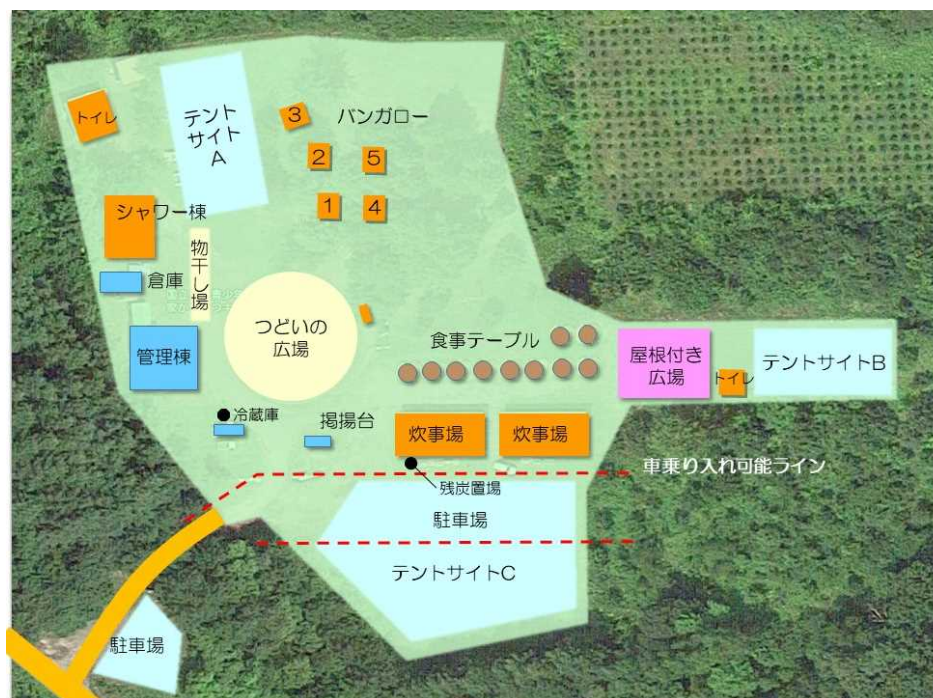 トイレ
テント
サイト
A
3
バンガロー
2
5
1
4
シャワー棟
物干し場
倉庫
つどいの
広場
管理棟
食事テーブル
屋根付き
広場
トイレ
テントサイトB
冷蔵庫
掲揚台
炊事場
炊事場
車乗り入れ可能ライン
残炭置場
駐車場
テントサイトC
駐車場